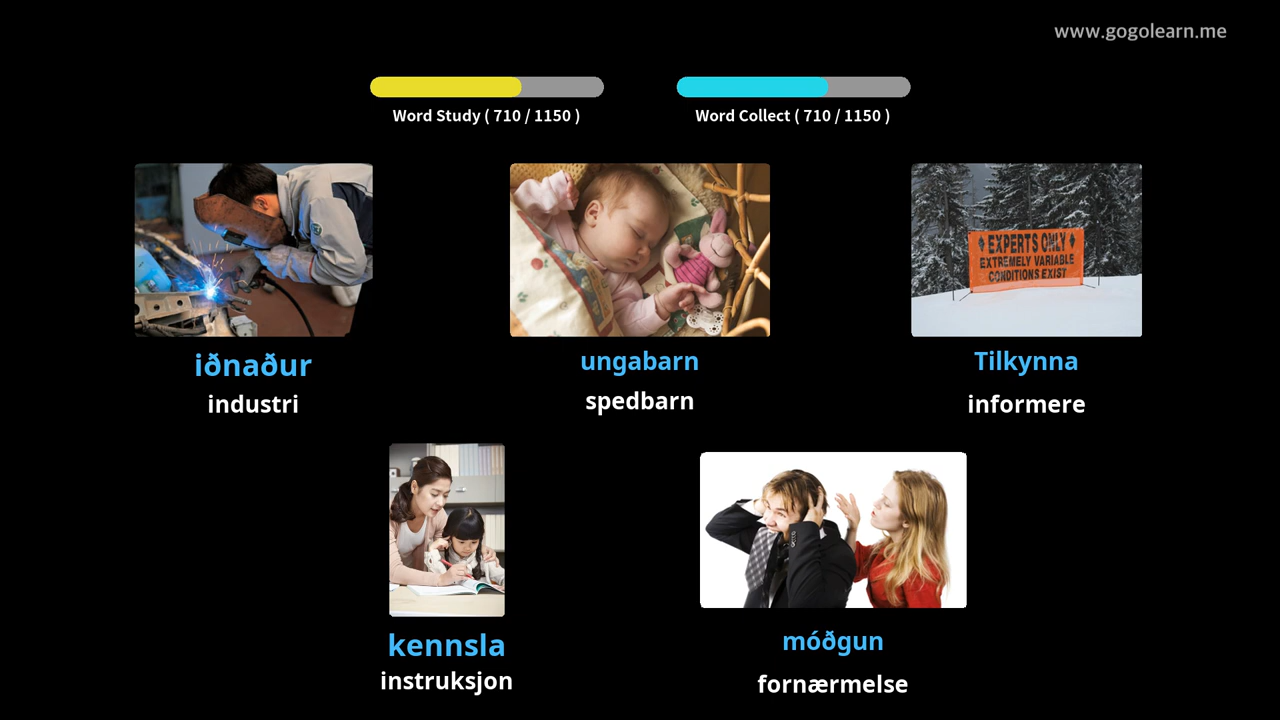 www.gogolearn.me
Word Study ( 710 / 1150 )
Word Collect ( 710 / 1150 )
EXPERTS ONLY
EXTREMELY VARIABLE
CONDITIONS EXIST
iðnaður
industri
ungabarn
spedbarn
Tilkynna
informere
kennsla
instruksjon
móðgun
fornærmelse